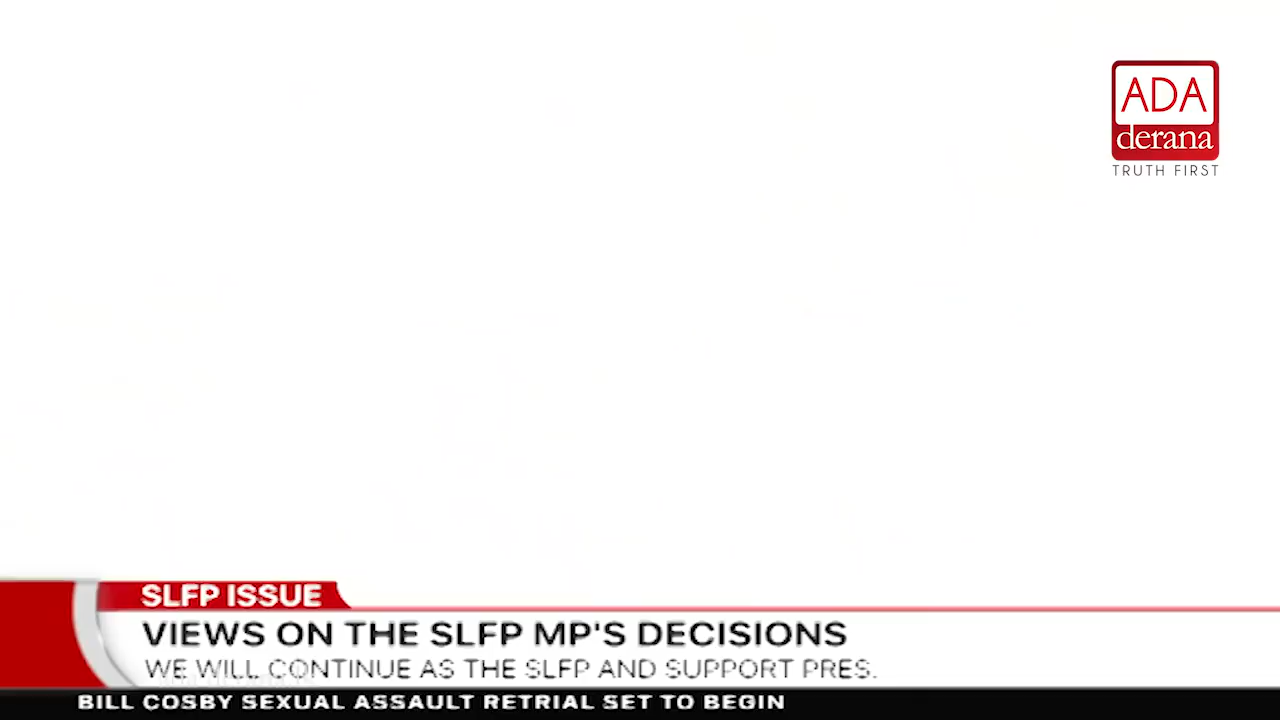 ADA
derana
TRUTH FIRST
SLFP ISSUE
VIEWS ON THE SLFP MP'S DECISIONS
WE WILL CONTINUE AS THE SLFP AND SUPPORT PRES.
BILL COSBY SEXUAL ASSAULT RETRIAL SET TO BEGIN